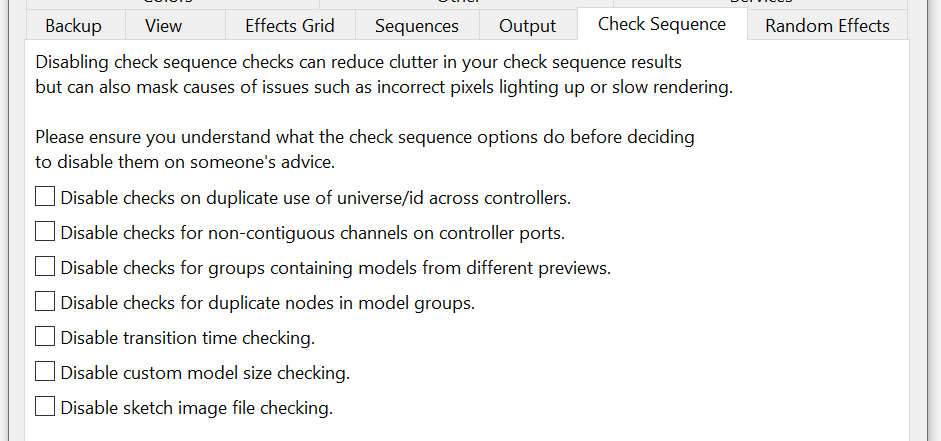 Backup View Effects Grid Sequences Output Check Sequence Random Effects
Disabling check sequence checks can reduce clutter in your check sequence results
but can also mask causes of issues such as incorrect pixels lighting up or slow rendering.
Please ensure you understand what the check sequence options do before deciding
to disable them on someone's advice.
Disable checks on duplicate use of universe/id across controllers.
Disable checks for non-contiguous channels on controller ports.
Disable checks for groups containing models from different previews.
Disable checks for duplicate nodes in model groups.
Disable transition time checking.
Disable custom model size checking.
Disable sketch image file checking.